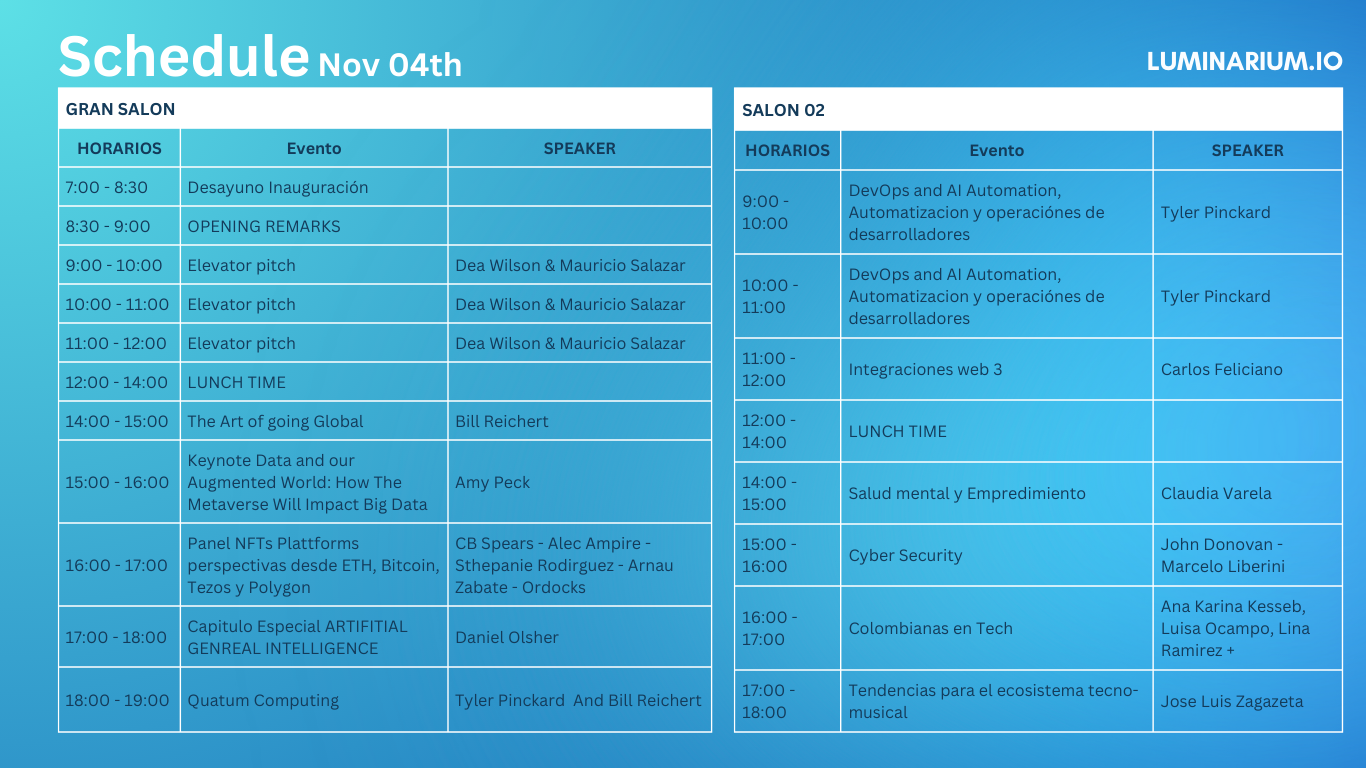 Schedule Nov 04th
LUMINARIUM.IO
GRAN SALON
HORARIOS Evento SPEAKER
7:00 - 8:30 Desayuno Inauguración
8:30 - 9:00 OPENING REMARKS
9:00 - 10:00 Elevator pitch Dea Wilson & Mauricio Salazar
10:00 - 11:00 Elevator pitch Dea Wilson & Mauricio Salazar
11:00 - 12:00 Elevator pitch Dea Wilson & Mauricio Salazar
12:00 - 14:00 LUNCH TIME
14:00 - 15:00 The Art of going Global Bill Reichert
15:00 - 16:00
Keynote Data and our
Augmented World: How The
Metaverse Will Impact Big Data
Amy Peck
16:00 - 17:00
Panel NFTs Plattforms
perspectivas desde ETH, Bitcoin,
Tezos y Polygon
CB Spears - Alec Ampire -
Sthepanie Rodirguez - Arnau
Zabate - Ordocks
17:00 - 18:00
Capitulo Especial ARTIFITIAL
GENREAL INTELLIGENCE
Daniel Olsher
18:00 - 19:00 Quatum Computing Tyler Pinckard And Bill Reichert
SALON 02
HORARIOS Evento SPEAKER
9:00 -
10:00
DevOps and AI Automation,
Automatizacion y operaciónes de
desarrolladores
Tyler Pinckard
10:00 -
11:00
DevOps and AI Automation,
Automatizacion y operaciónes de
desarrolladores
Tyler Pinckard
11:00 -
12:00
Integraciones web 3
Carlos Feliciano
12:00 -
14:00
LUNCH TIME
14:00 -
15:00
Salud mental y Empredimiento
Claudia Varela
15:00 -
16:00
Cyber Security
John Donovan -
Marcelo Liberini
16:00 -
17:00
Colombianas en Tech
Ana Karina Kesseb,
Luisa Ocampo, Lina
Ramirez +
17:00 -
18:00
Tendencias para el ecosistema tecno-
musical
Jose Luis Zagazeta